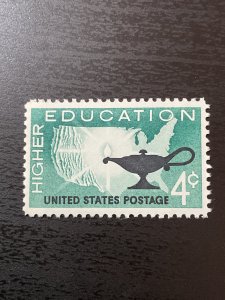 HIGHER
EDUCATION
4¢
UNITED STATES POSTAGE